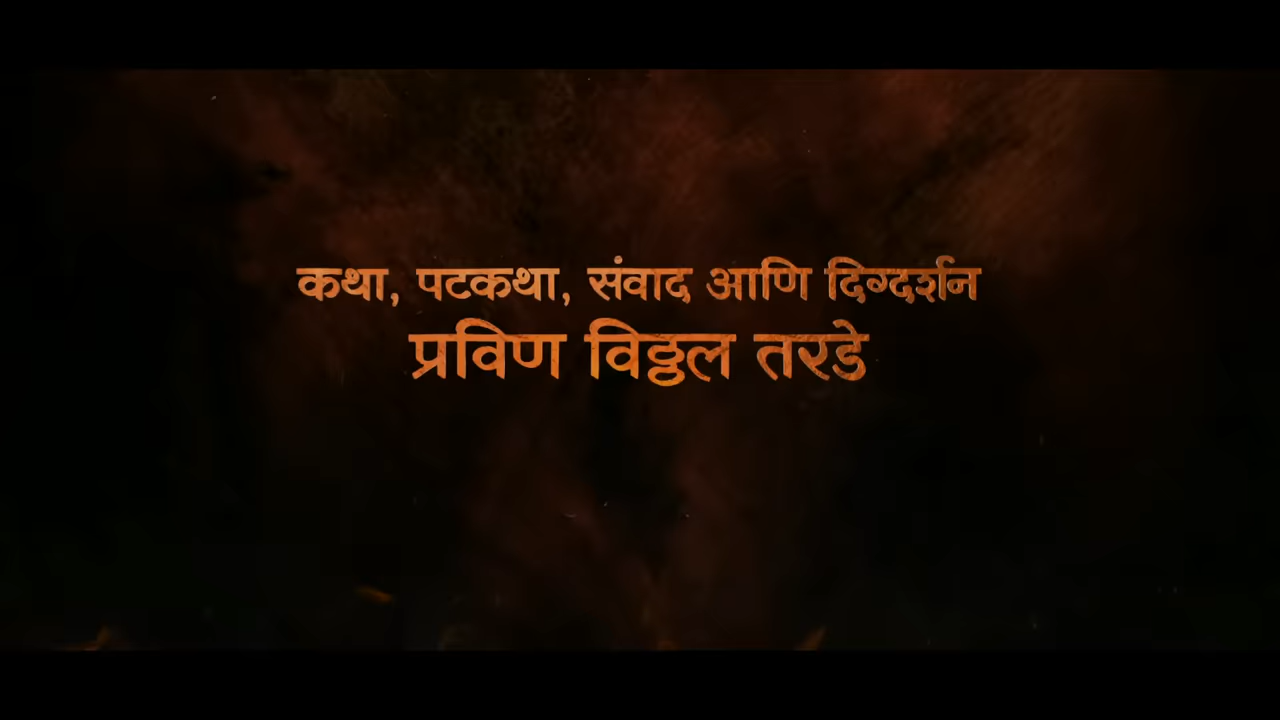 कथा, पटकथा, संवाद आणि दिग्दर्शन
प्रविण विठ्ठल तरडे